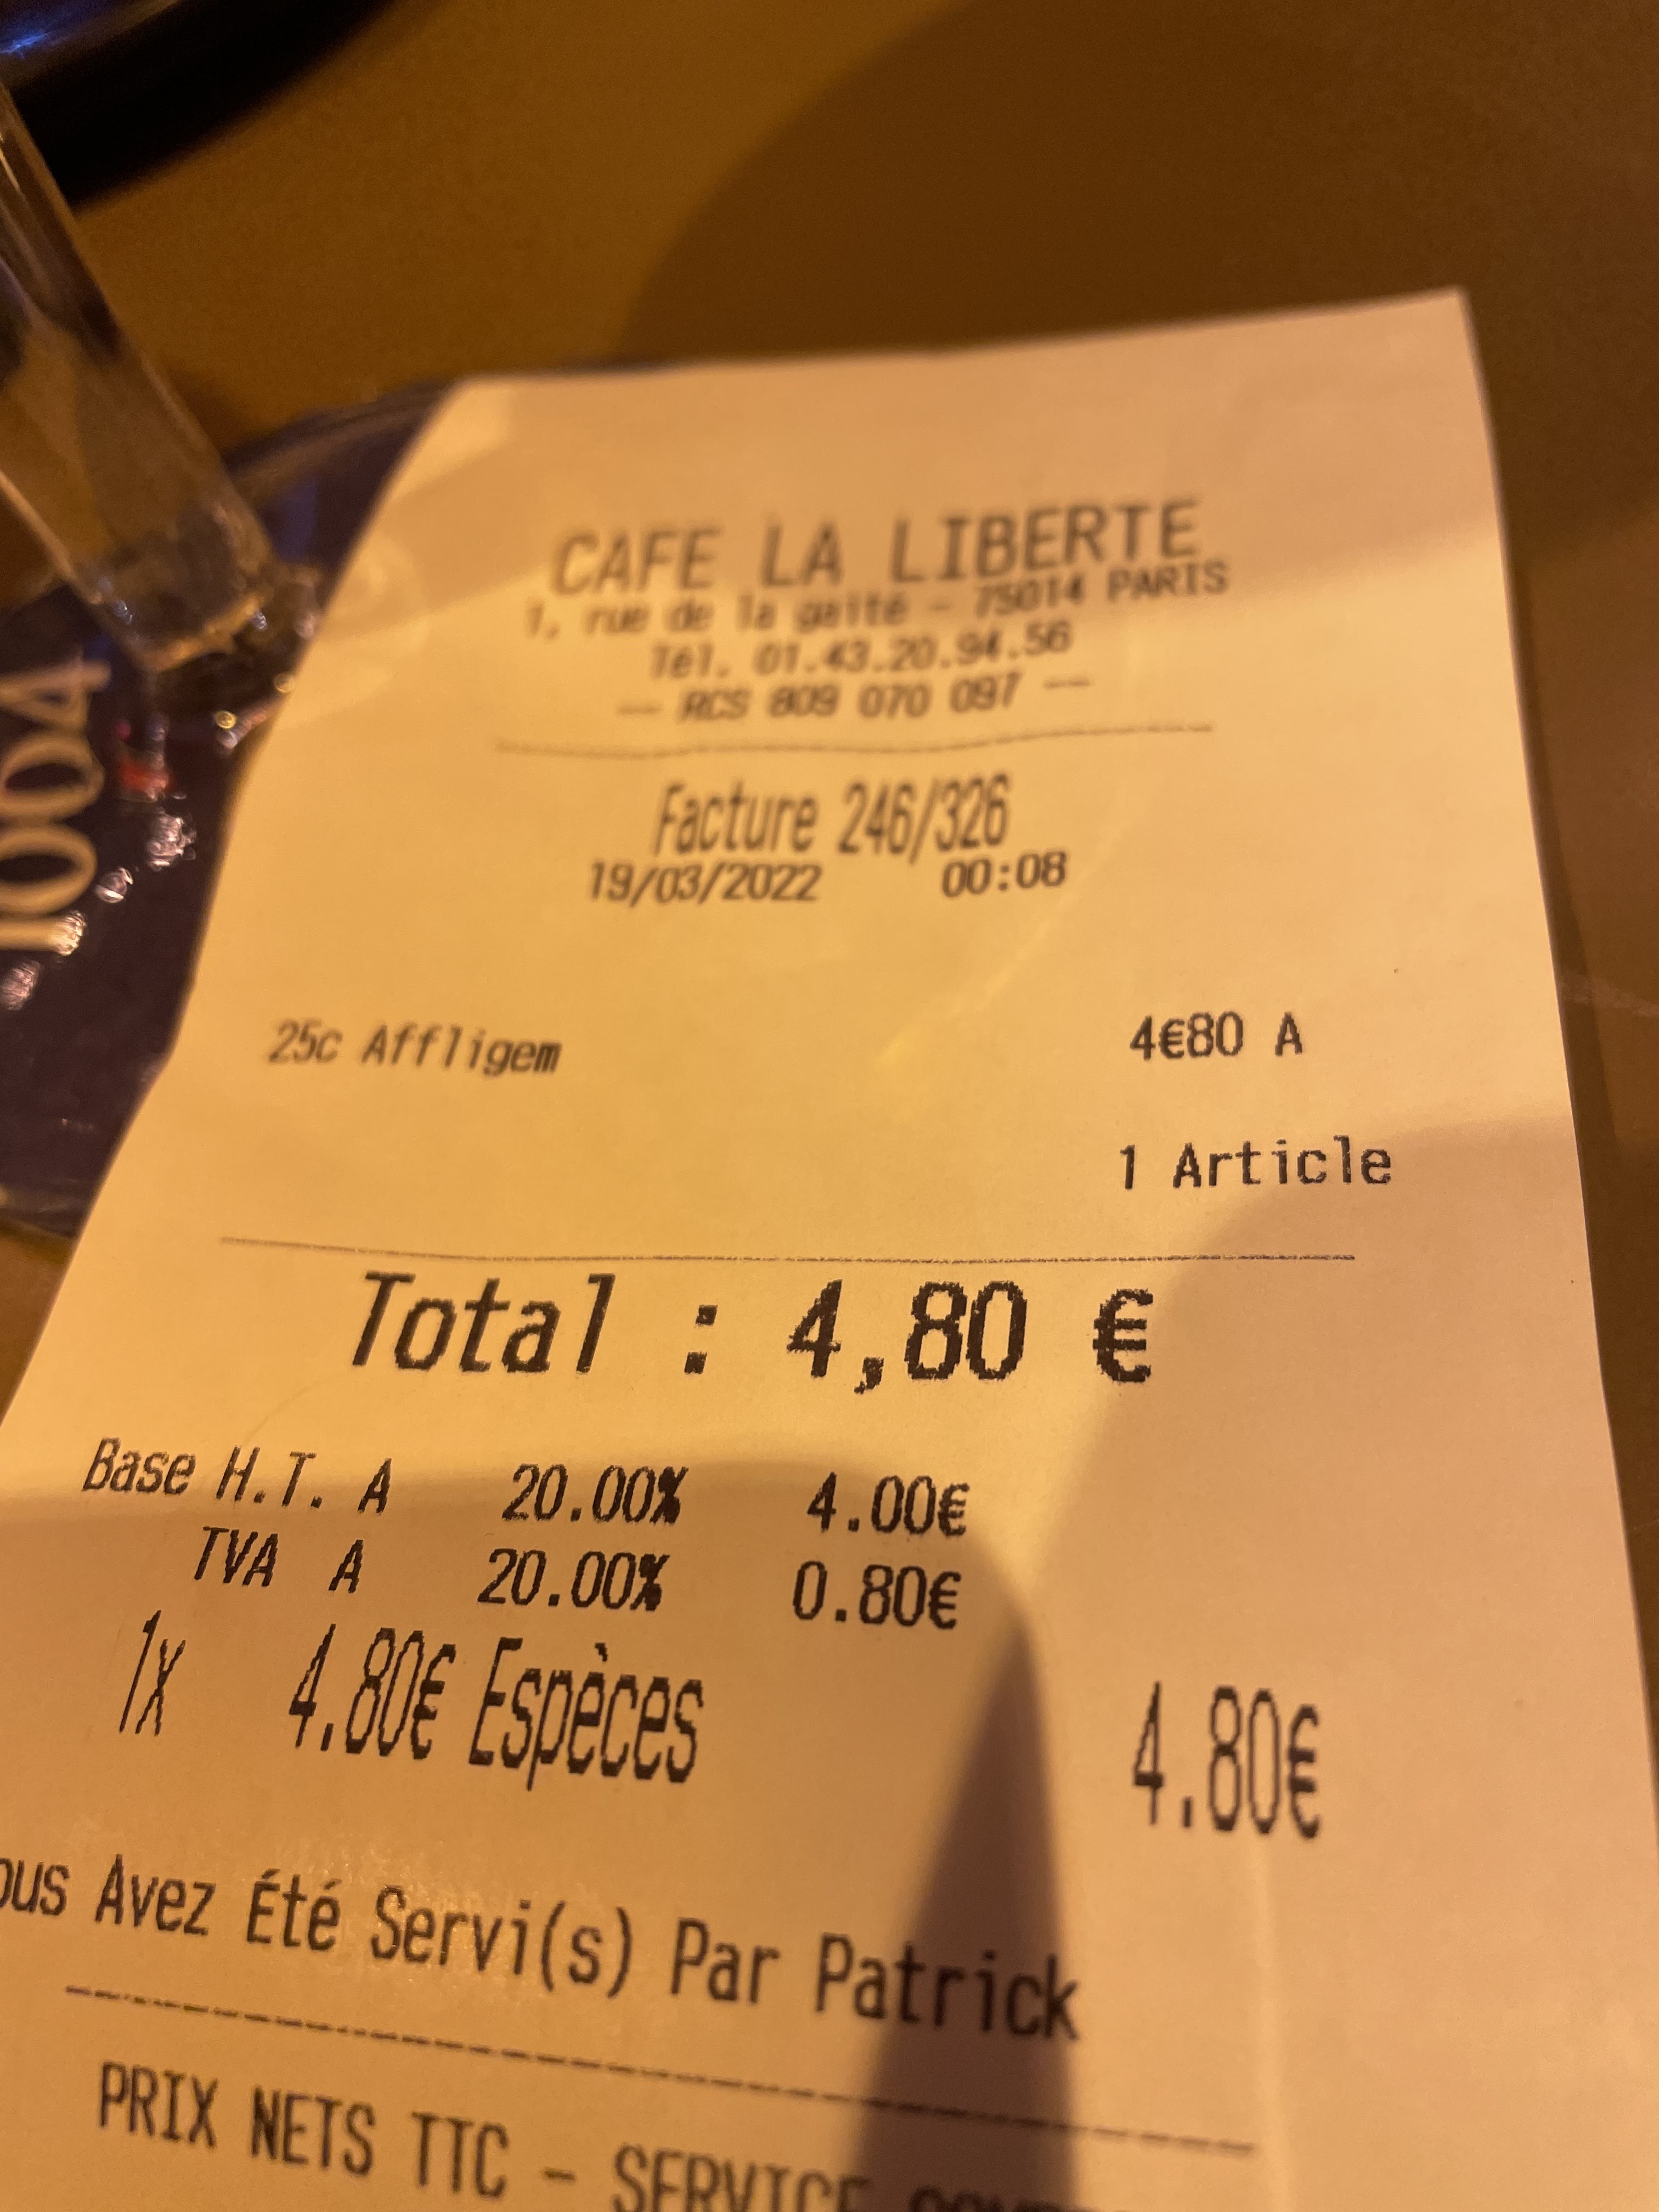 CAFE LA LIBERTE
1, rue de la gaité - 75014 PARIS
Tél. 01.43.20.94.56
-- RCS 809 070 097 --
Facture 246/326
19/03/2022 00:08
25c Affligem 4€80 A
1 Article
Total : 4,80 €
Base H.T. A 20.00% 4.00€
TVA A 20.00% 0.80€
1x 4.80€ Espèces 4.80€
ous Avez Été Servi(s) Par Patrick
PRIX NETS TTC - SERVICE
1664